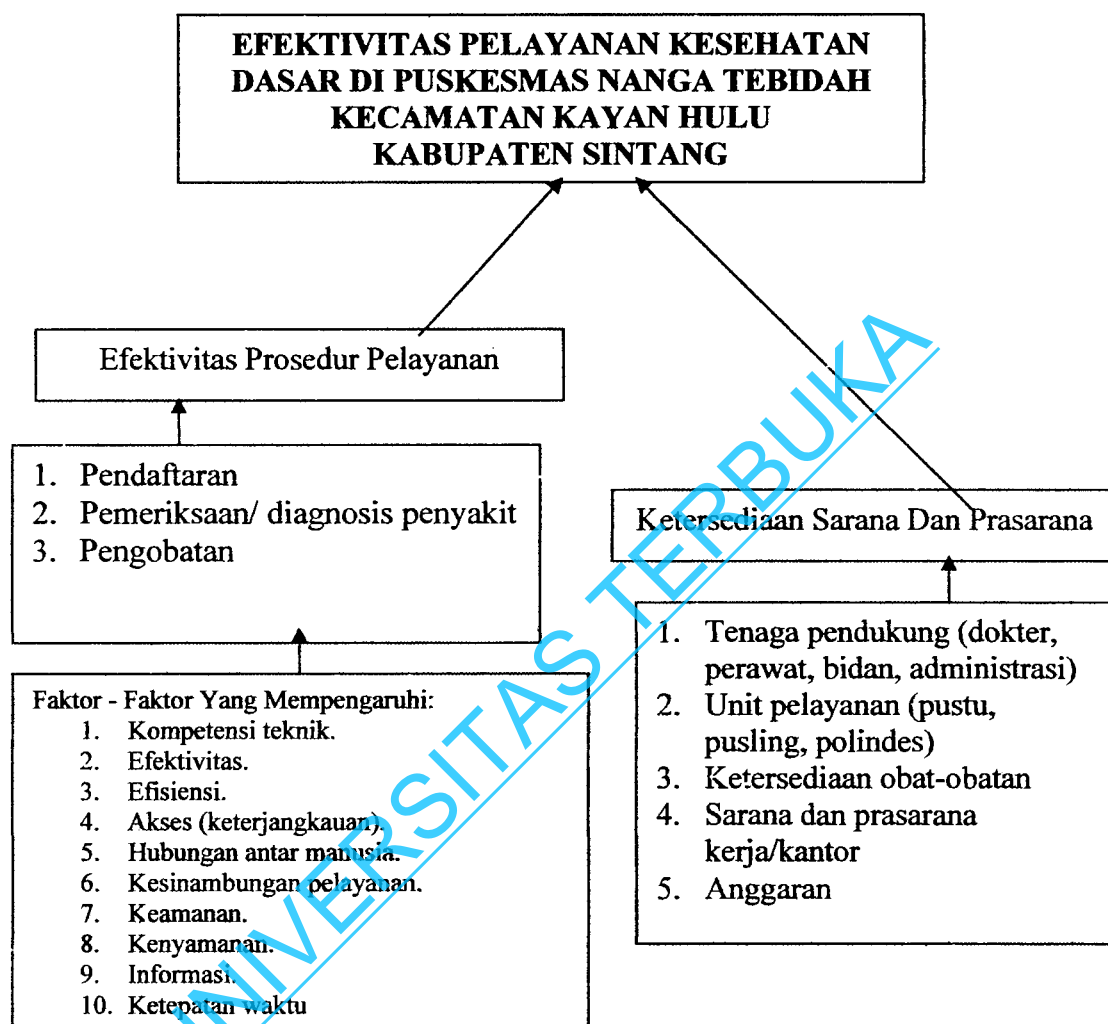 EFEKTIVITAS PELAYANAN KESEHATAN
DASAR DI PUSKESMAS NANGA TEBIDAH
KECAMATAN KAYAN HULU
KABUPATEN SINTANG
Efektivitas Prosedur Pelayanan
1. Pendaftaran
2. Pemeriksaan/ diagnosis penyakit
3. Pengobatan
Faktor - Faktor Yang Mempengaruhi:
1. Kompetensi teknik.
2. Efektivitas.
3. Efisiensi.
4. Akses (keterjangkauan).
5. Hubungan antar manusia.
6. Kesinambungan pelayanan.
7. Keamanan.
8. Kenyamanan.
9. Informasi.
10. Ketepatan waktu
Ketersediaan Sarana Dan Prasarana
1. Tenaga pendukung (dokter,
perawat, bidan, administrasi)
2. Unit pelayanan (pustu,
pusling, polindes)
3. Ketersediaan obat-obatan
4. Sarana dan prasarana
kerja/kantor
5. Anggaran
UNIVERSITAS TERBUKA